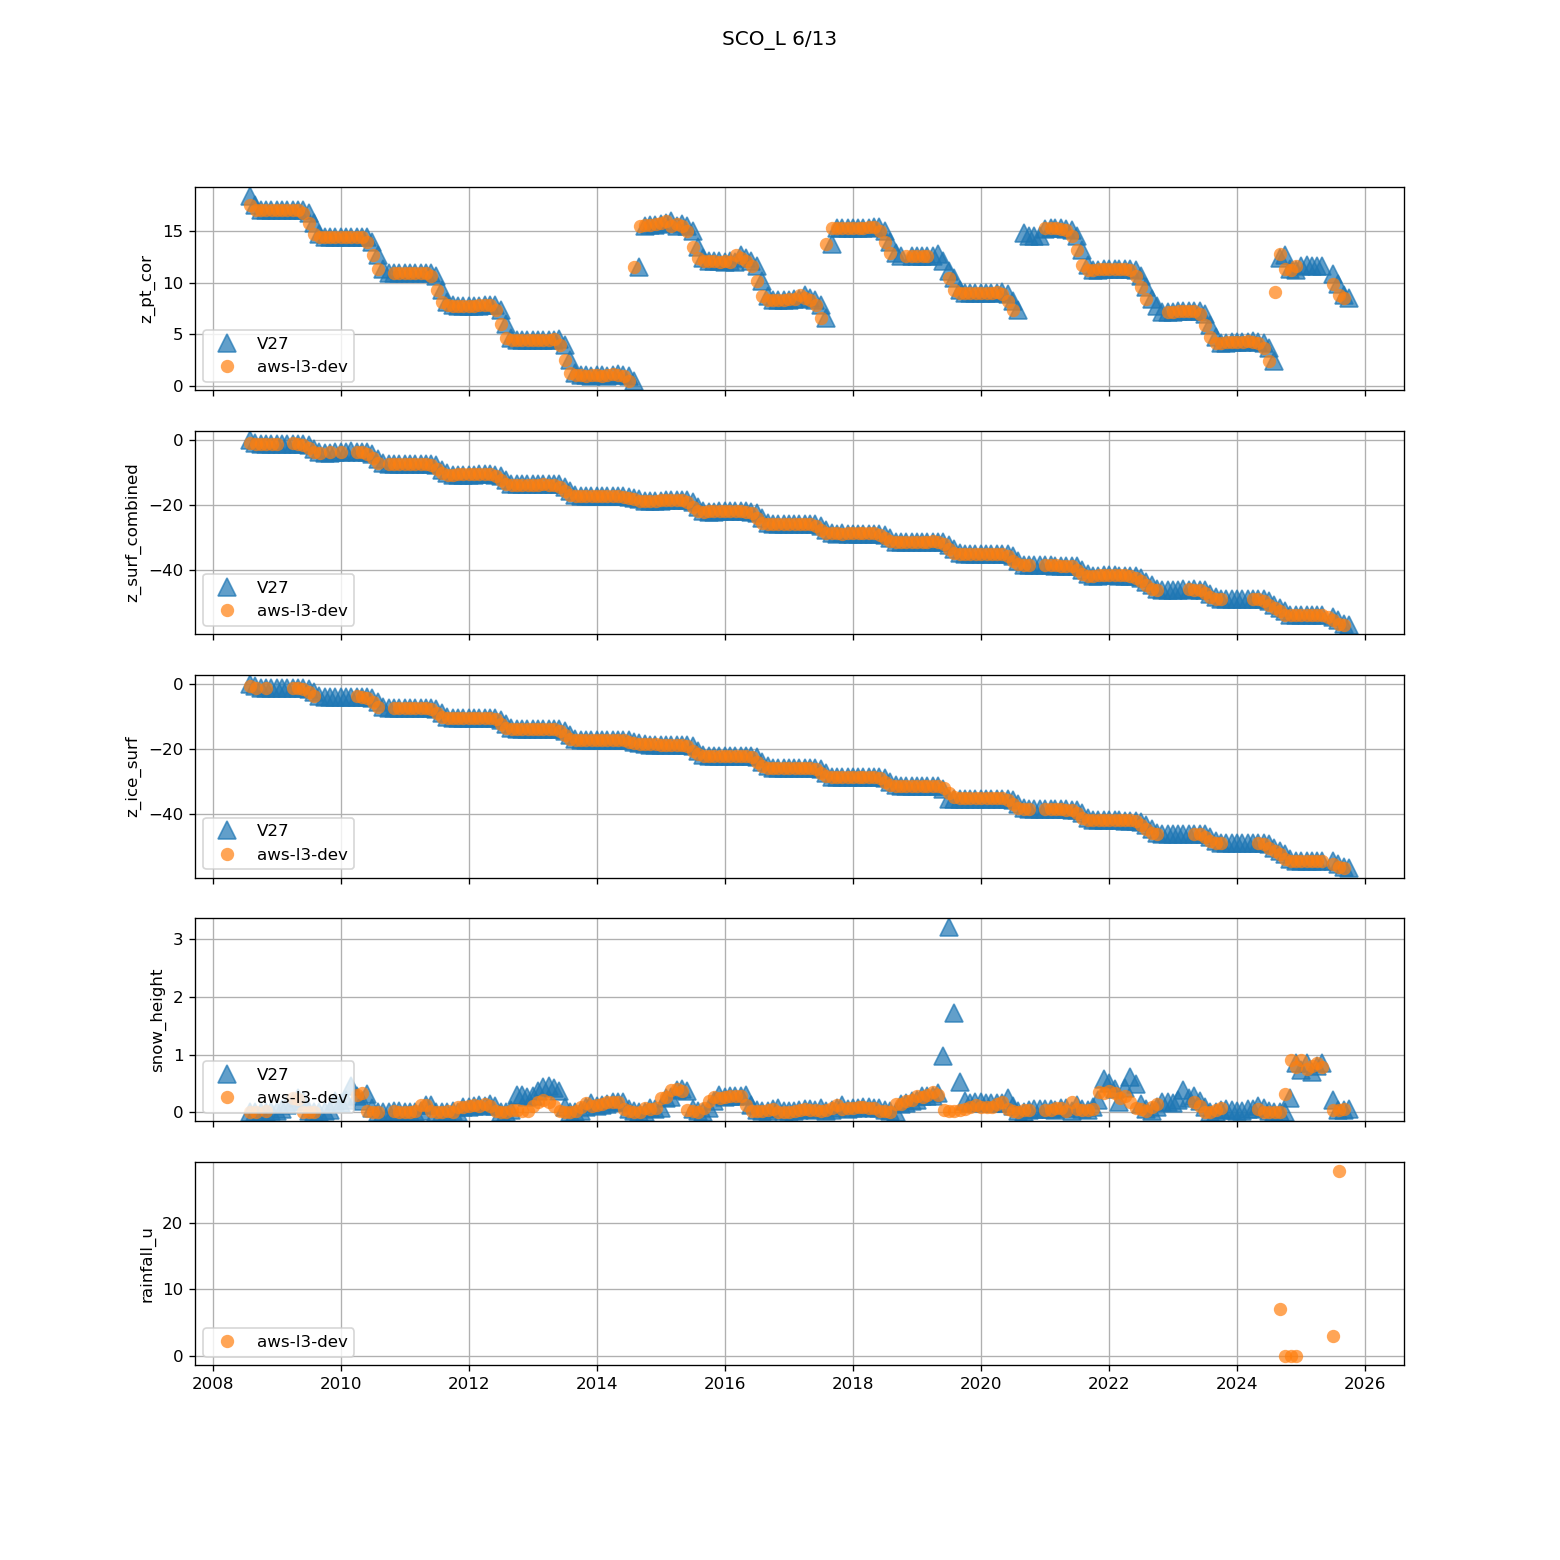 SCO_L 6/13
z_pt_cor
15
10
5
0
V27
aws-l3-dev
z_surf_combined
0
−20
−40
V27
aws-l3-dev
z_ice_surf
0
−20
−40
V27
aws-l3-dev
snow_height
3
2
1
0
V27
aws-l3-dev
rainfall_u
20
10
0
aws-l3-dev
2008 2010 2012 2014 2016 2018 2020 2022 2024 2026